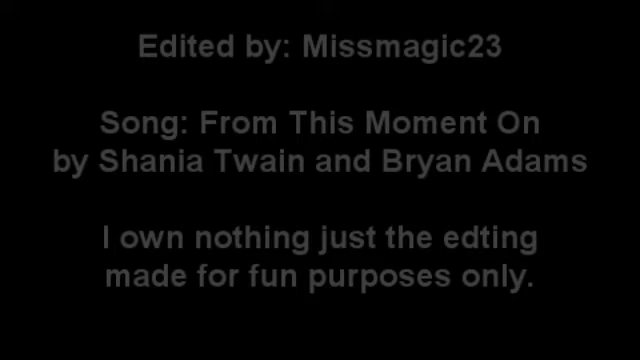 Edited by: Missmagic23
Song: From This Moment On
by Shania Twain and Bryan Adams
I own nothing just the edting
made for fun purposes only.